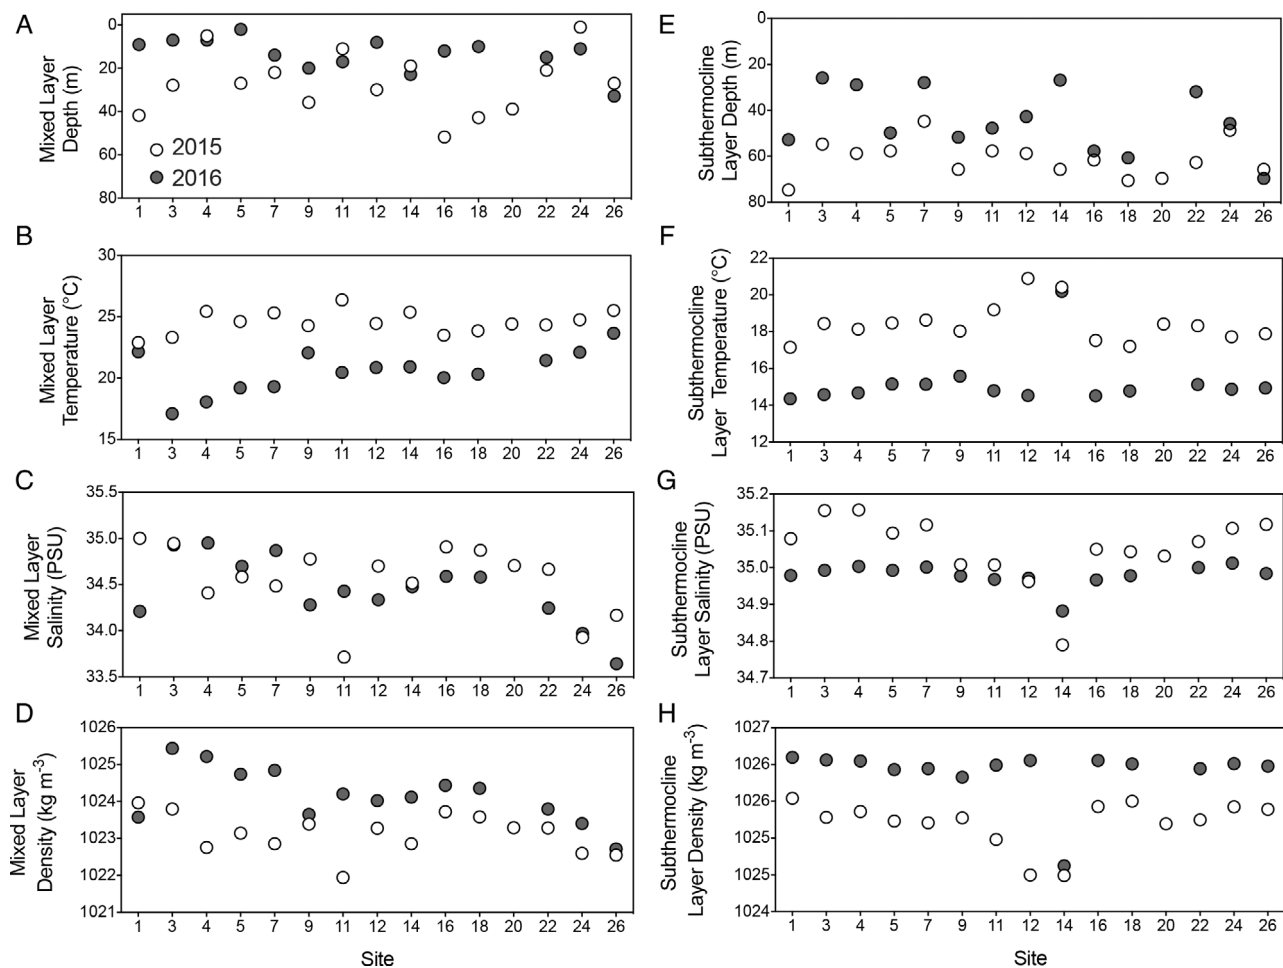 A
Mixed Layer
Depth (m)
0
20
40
60
80
2015
2016
1 3 4 5 7 9 11 12 14 16 18 20 22 24 26
B
Mixed Layer
Temperature (°C)
30
25
20
15
1 3 4 5 7 9 11 12 14 16 18 20 22 24 26
C
Mixed Layer
Salinity (PSU)
35.5
35.0
34.5
34.0
33.5
1 3 4 5 7 9 11 12 14 16 18 20 22 24 26
D
Mixed Layer
Density (kg m-3)
1026
1025
1024
1023
1022
1021
1 3 4 5 7 9 11 12 14 16 18 20 22 24 26
Site
E
Subthermocline
Layer Depth (m)
0
20
40
60
80
1 3 4 5 7 9 11 12 14 16 18 20 22 24 26
F
Subthermocline
Layer Temperature (°C)
22
20
18
16
14
12
1 3 4 5 7 9 11 12 14 16 18 20 22 24 26
G
Subthermocline
Layer Salinity (PSU)
35.2
35.1
35.0
34.9
34.8
34.7
1 3 4 5 7 9 11 12 14 16 18 20 22 24 26
H
Subthermocline
Layer Density (kg m-3)
1027
1026
1026
1025
1025
1024
1 3 4 5 7 9 11 12 14 16 18 20 22 24 26
Site